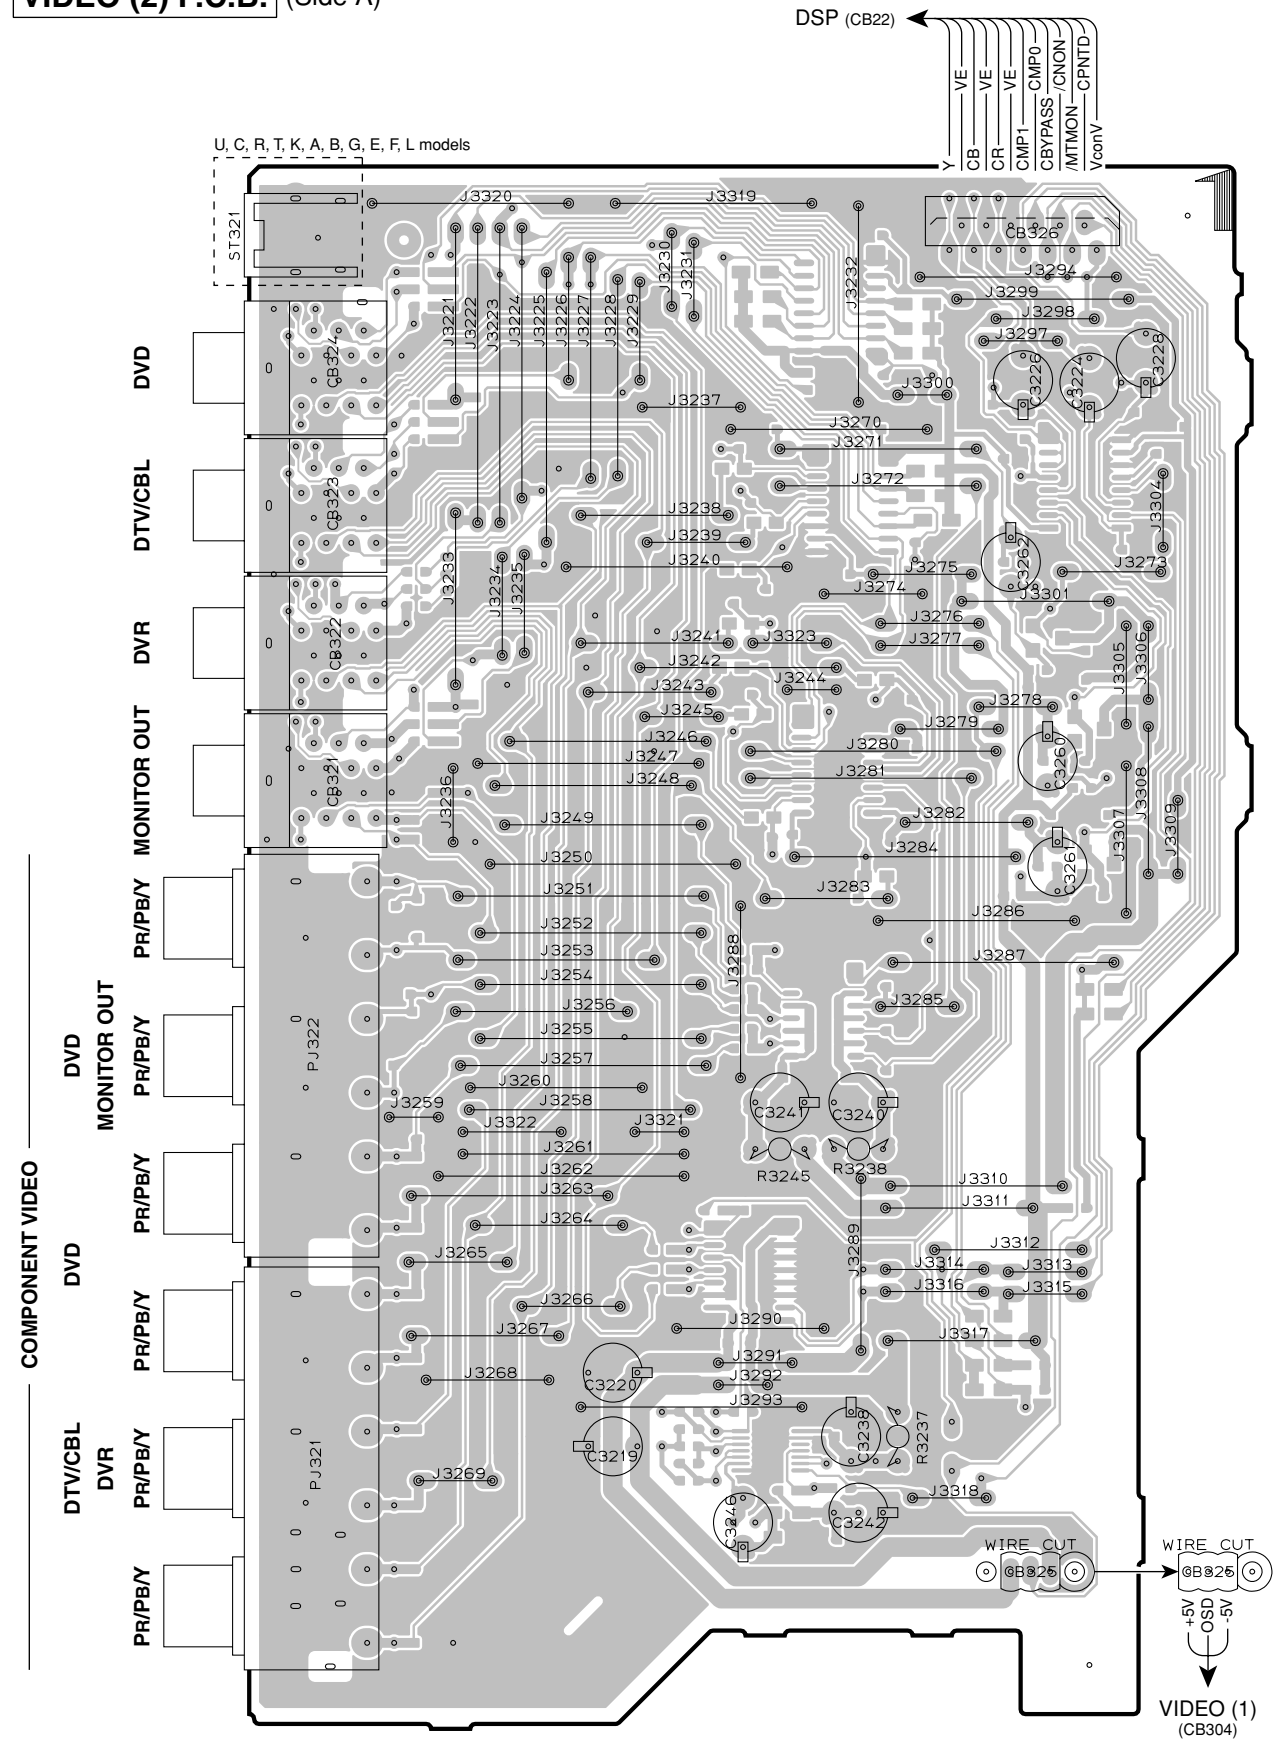 VIDEO (2) P.C.B. (Side A)
DSP (CB22)
Y
VE
CB
VE
CR
VE
CMP1
CMP0
CBYPASS
/CNON
/MTMON
CPNTD
VconV
U, C, R, T, K, A, B, G, E, F, L models
ST321
J3320
J3319
CB326
J3230
J3231
J3232
J3294
J3299
J3298
J3297
J3221
J3222
J3223
J3224
J3225
J3226
J3227
J3228
J3229
DVD
CB324
C3226
C3224
C3228
J3300
J3237
J3270
J3271
J3272
DTV/CBL
CB323
J3304
J3238
J3239
J3240
J3233
J3234
J3235
C3262
J3275
J3273
J3274
J3301
DVR
CB322
J3276
J3277
J3241
J3323
J3242
J3243
J3244
J3305
J3306
J3245
J3278
J3279
MONITOR OUT
CB321
J3246
J3247
J3248
J3280
J3281
C3260
J3236
J3249
J3282
J3308
J3307
J3309
J3250
J3284
C3261
J3251
J3283
J3286
PR/PB/Y
J3252
J3253
J3288
J3287
J3254
J3256
J3285
DVD
MONITOR OUT
PR/PB/Y
PJ322
J3255
J3257
J3260
J3258
J3259
J3322
J3321
C3241
C3240
J3261
J3262
R3245
R3238
COMPONENT VIDEO
PR/PB/Y
J3263
J3310
J3311
J3264
J3289
DVD
J3265
J3312
J3314
J3313
J3316
J3315
PR/PB/Y
J3266
J3290
J3267
J3317
J3291
J3268
C3220
J3292
J3293
DTV/CBL
DVR
PR/PB/Y
PJ321
C3219
C3238
R3237
J3269
J3318
C3246
C3242
WIRE CUT
WIRE CUT
CB325
CB325
PR/PB/Y
+5V
OSD
-5V
VIDEO (1)
(CB304)